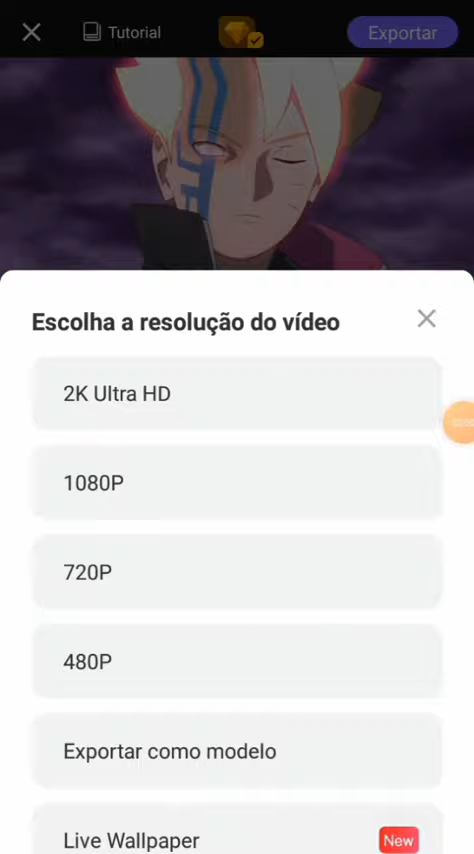 Tutorial
Exportar
Escolha a resolução do vídeo
2K Ultra HD
1080P
720P
480P
Exportar como modelo
Live Wallpaper
New